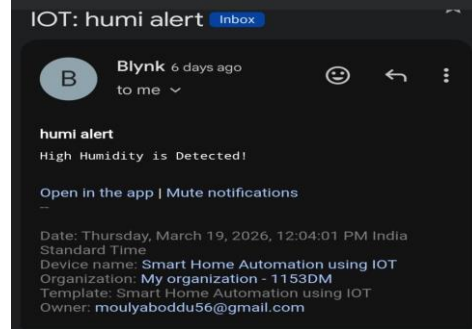 IOT: humi alert Inbox
B
Blynk 6 days ago
to me
humi alert
High Humidity is Detected!
Open in the app | Mute notifications
--
Date: Thursday, March 19, 2026, 12:04:01 PM India
Standard Time
Device name: Smart Home Automation using IOT
Organization: My organization - 1153DM
Template: Smart Home Automation using IOT
Owner: moulyaboddu56@gmail.com